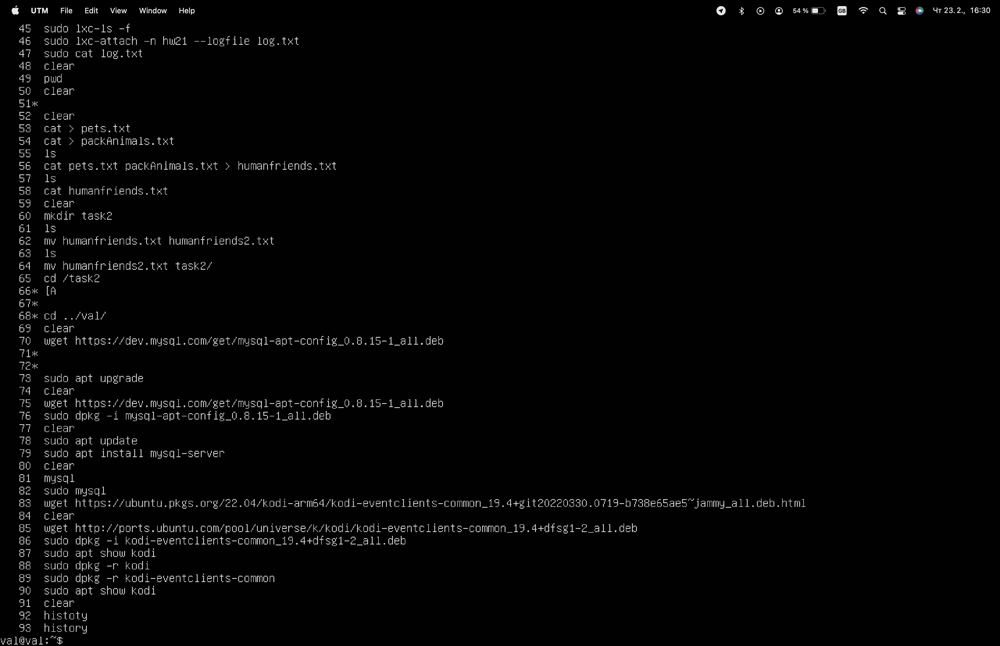 UTM File Edit View Window Help 54 % GB Чт 23. 2., 16:30
45 sudo lxc-ls -f
46 sudo lxc-attach -n hw21 --logfile log.txt
47 sudo cat log.txt
48 clear
49 pwd
50 clear
51*
52 clear
53 cat > pets.txt
54 cat > packAnimals.txt
55 ls
56 cat pets.txt packAnimals.txt > humanfriends.txt
57 ls
58 cat humanfriends.txt
59 clear
60 mkdir task2
61 ls
62 mv humanfriends.txt humanfriends2.txt
63 ls
64 mv humanfriends2.txt task2/
65 cd /task2
66* [A
67*
68* cd ../val/
69 clear
70 wget https://dev.mysql.com/get/mysql-apt-config_0.8.15-1_all.deb
71*
72*
73 sudo apt upgrade
74 clear
75 wget https://dev.mysql.com/get/mysql-apt-config_0.8.15-1_all.deb
76 sudo dpkg -i mysql-apt-config_0.8.15-1_all.deb
77 clear
78 sudo apt update
79 sudo apt install mysql-server
80 clear
81 mysql
82 sudo mysql
83 wget https://ubuntu.pkgs.org/22.04/kodi-arm64/kodi-eventclients-common_19.4+git20220330.0719-b738e65ae5~jammy_all.deb.html
84 clear
85 wget http://ports.ubuntu.com/pool/universe/k/kodi/kodi-eventclients-common_19.4+dfsg1-2_all.deb
86 sudo dpkg -i kodi-eventclients-common_19.4+dfsg1-2_all.deb
87 sudo apt show kodi
88 sudo dpkg -r kodi
89 sudo dpkg -r kodi-eventclients-common
90 sudo apt show kodi
91 clear
92 histoty
93 history
val@val:~$